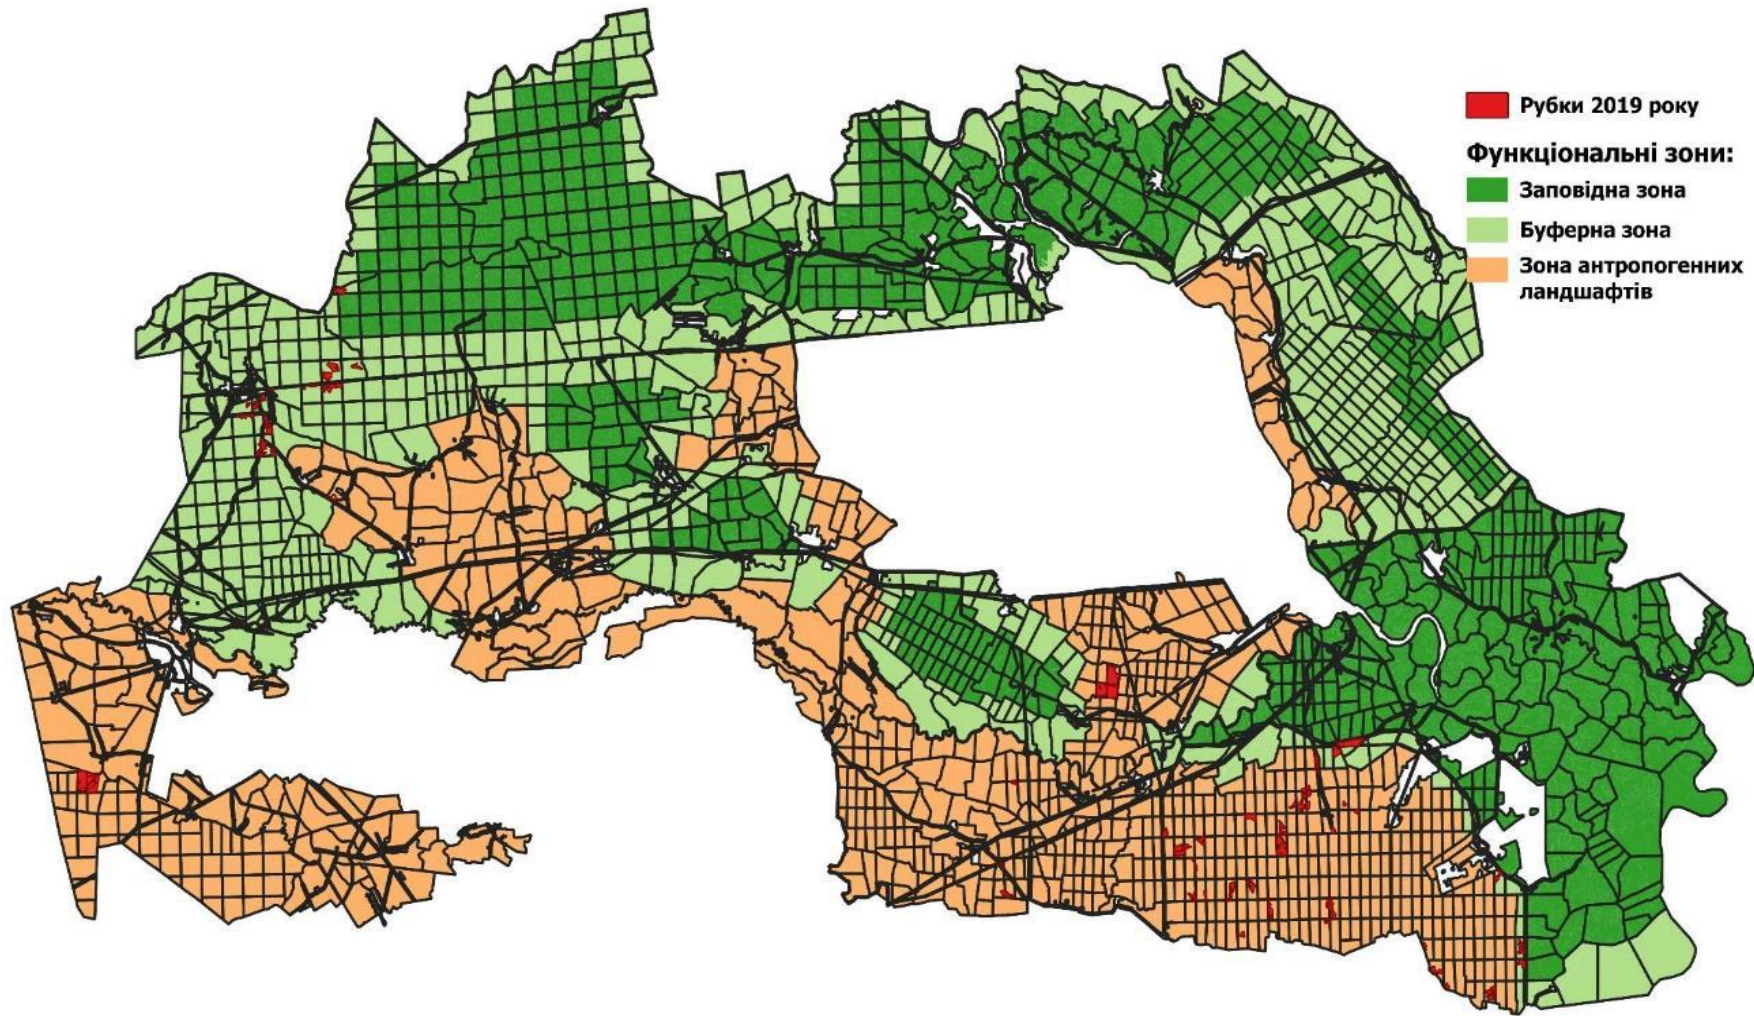 Рубки 2019 року
Функціональні зони:
Заповідна зона
Буферна зона
Зона антропогенних
ландшафтів